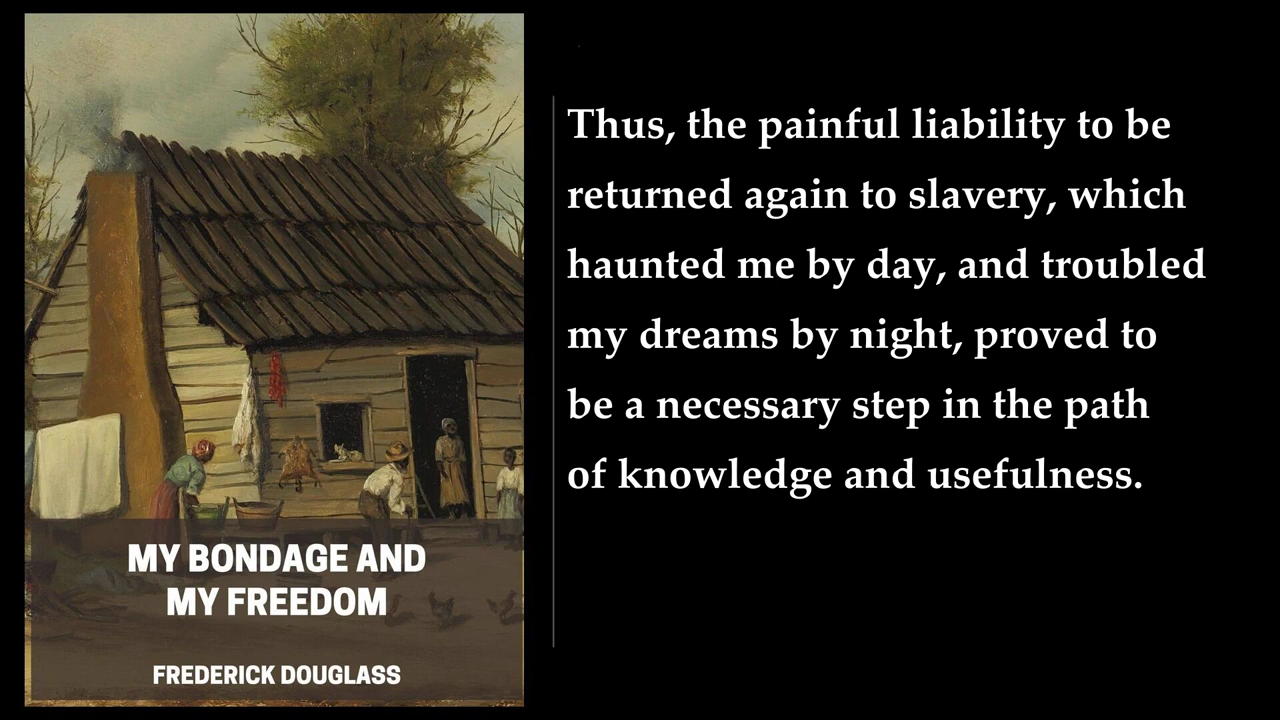 MY BONDAGE AND
MY FREEDOM
FREDERICK DOUGLASS
Thus, the painful liability to be
returned again to slavery, which
haunted me by day, and troubled
my dreams by night, proved to
be a necessary step in the path
of knowledge and usefulness.